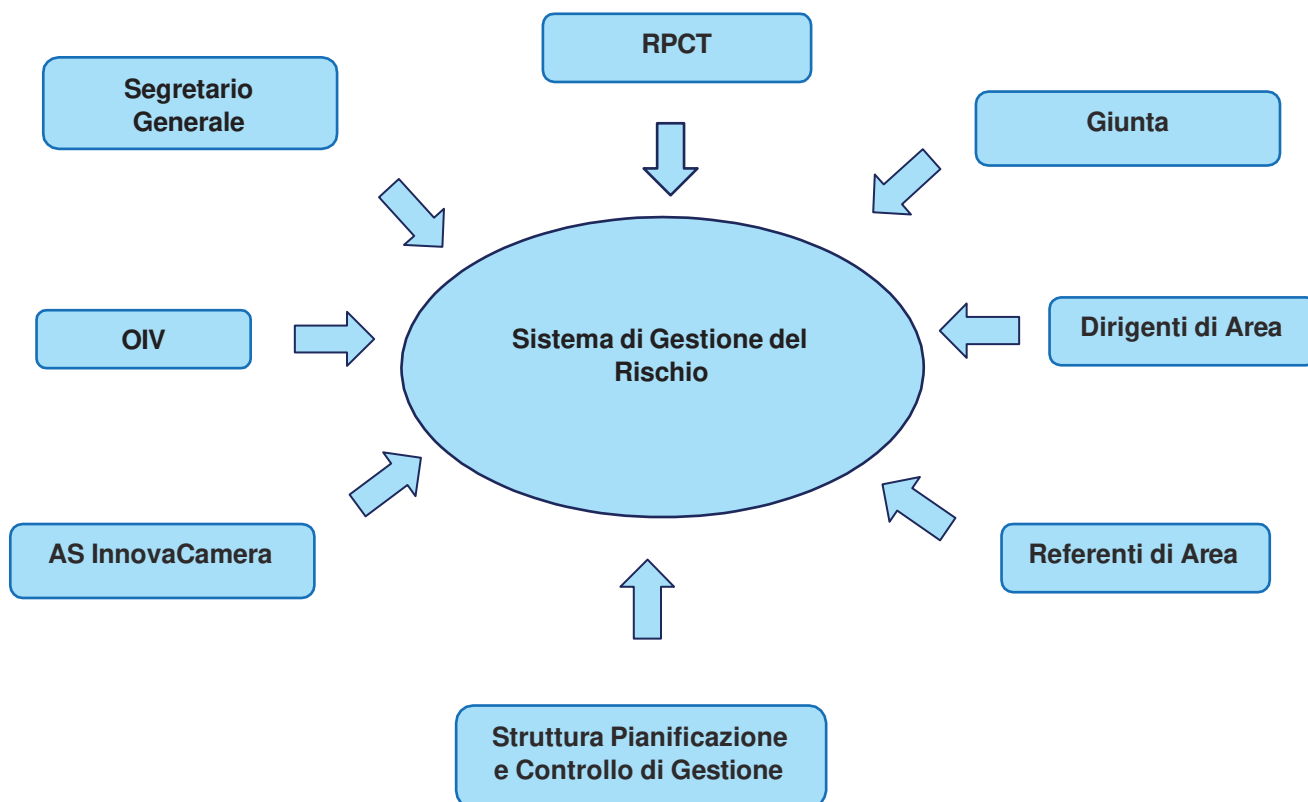 RPCT
Segretario
Generale
Giunta
OIV
Sistema di Gestione del
Rischio
Dirigenti di Area
AS InnovaCamera
Referenti di Area
Struttura Pianificazione
e Controllo di Gestione